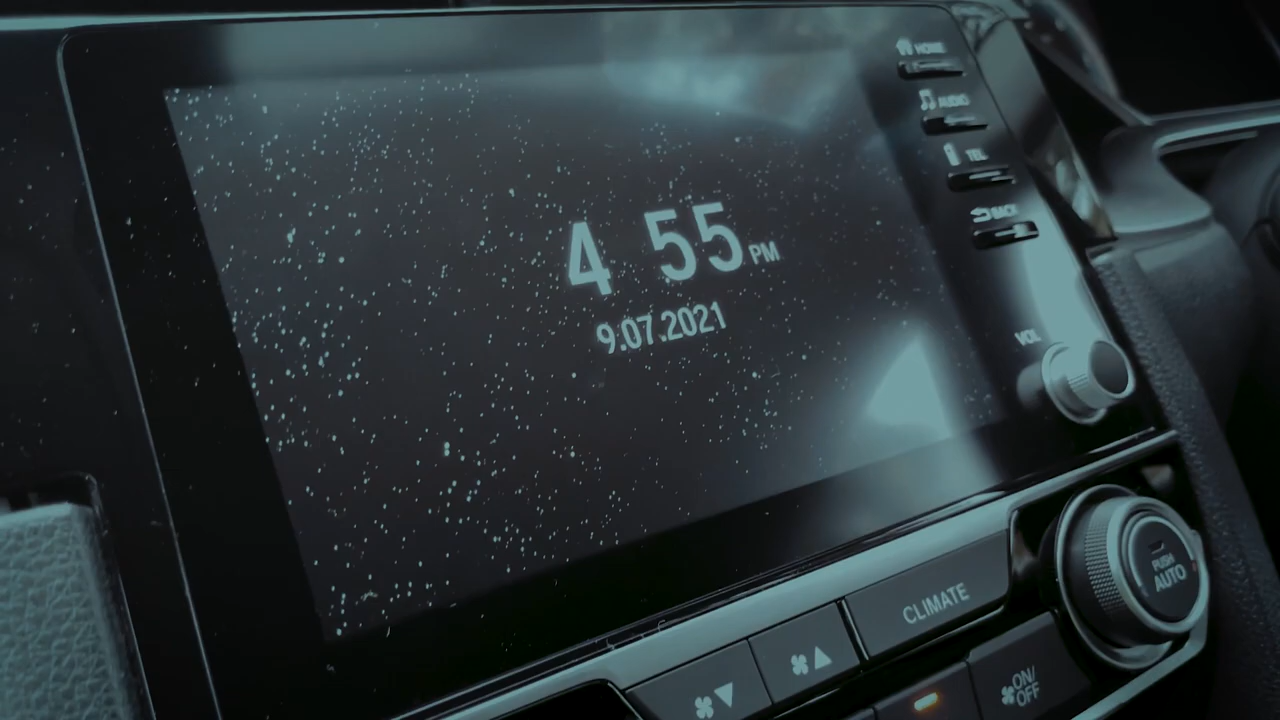 HOME
AUDIO
TEL
BACK
4 55 PM
9.07.2021
VOL
PUSH
AUTO
CLIMATE
ON/
OFF